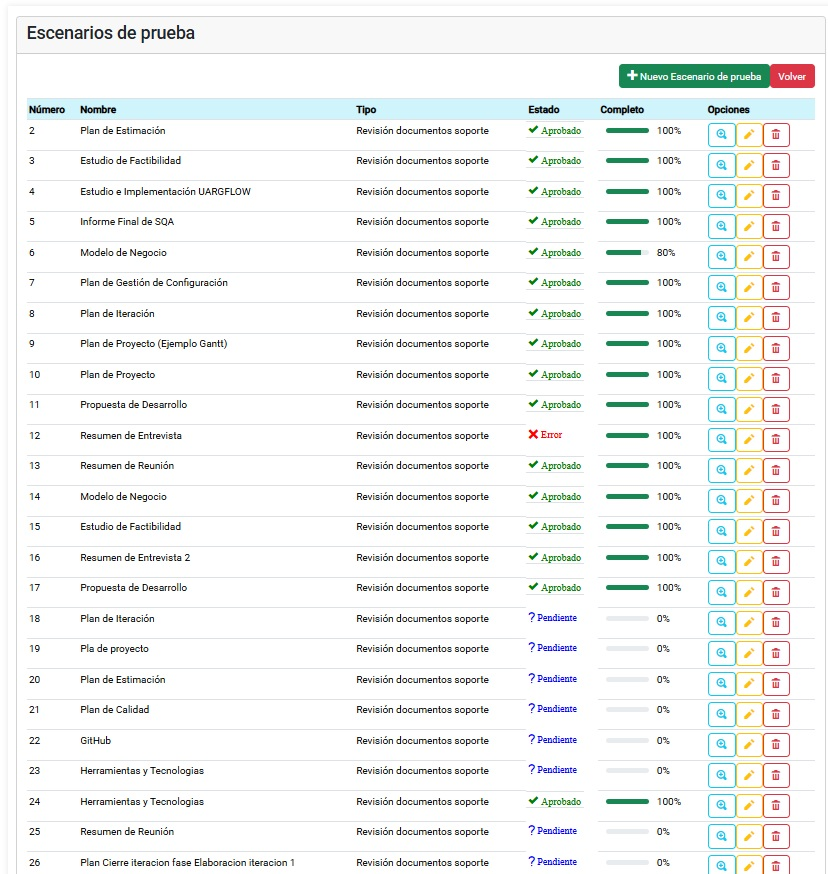 Escenarios de prueba
Nuevo Escenario de prueba Volver
Número Nombre Tipo Estado Completo Opciones
2 Plan de Estimación Revisión documentos soporte Aprobado 100%
3 Estudio de Factibilidad Revisión documentos soporte Aprobado 100%
4 Estudio e Implementación UARGFLOW Revisión documentos soporte Aprobado 100%
5 Informe Final de SQA Revisión documentos soporte Aprobado 100%
6 Modelo de Negocio Revisión documentos soporte Aprobado 80%
7 Plan de Gestión de Configuración Revisión documentos soporte Aprobado 100%
8 Plan de Iteración Revisión documentos soporte Aprobado 100%
9 Plan de Proyecto (Ejemplo Gantt) Revisión documentos soporte Aprobado 100%
10 Plan de Proyecto Revisión documentos soporte Aprobado 100%
11 Propuesta de Desarrollo Revisión documentos soporte Aprobado 100%
12 Resumen de Entrevista Revisión documentos soporte Error 100%
13 Resumen de Reunión Revisión documentos soporte Aprobado 100%
14 Modelo de Negocio Revisión documentos soporte Aprobado 100%
15 Estudio de Factibilidad Revisión documentos soporte Aprobado 100%
16 Resumen de Entrevista 2 Revisión documentos soporte Aprobado 100%
17 Propuesta de Desarrollo Revisión documentos soporte Aprobado 100%
18 Plan de Iteración Revisión documentos soporte ? Pendiente 0%
19 Pla de proyecto Revisión documentos soporte ? Pendiente 0%
20 Plan de Estimación Revisión documentos soporte ? Pendiente 0%
21 Plan de Calidad Revisión documentos soporte ? Pendiente 0%
22 GitHub Revisión documentos soporte ? Pendiente 0%
23 Herramientas y Tecnologias Revisión documentos soporte ? Pendiente 0%
24 Herramientas y Tecnologias Revisión documentos soporte Aprobado 100%
25 Resumen de Reunión Revisión documentos soporte ? Pendiente 0%
26 Plan Cierre iteracion fase Elaboracion iteracion 1 Revisión documentos soporte ? Pendiente 0%